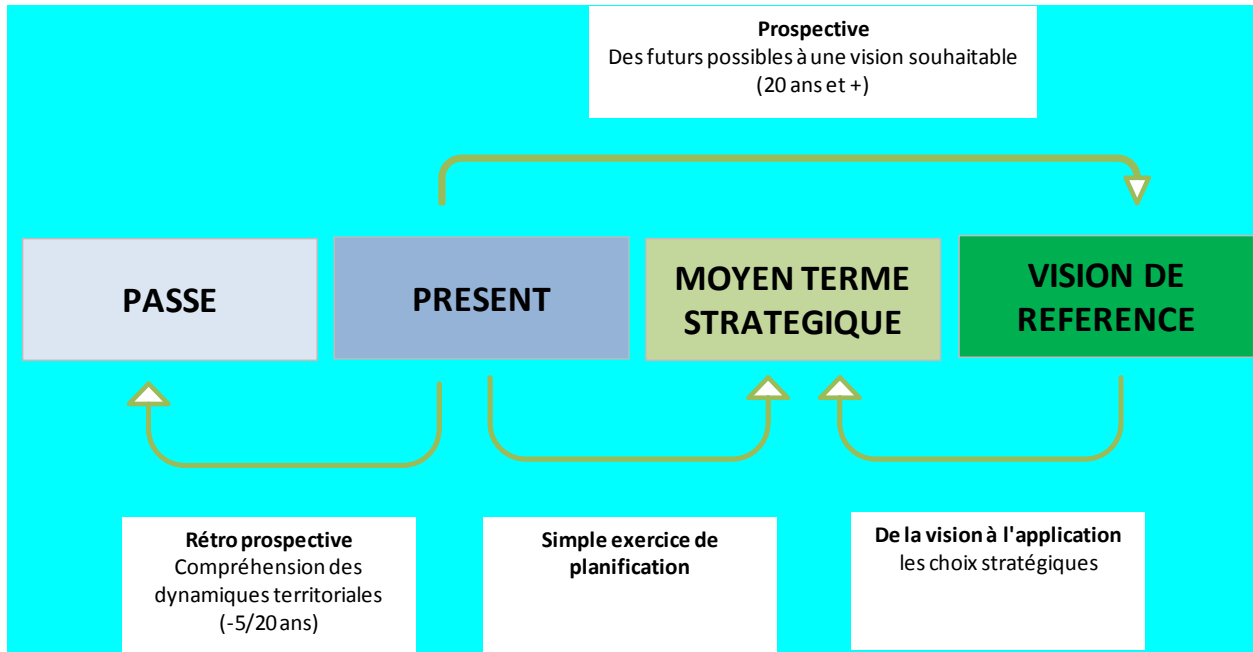 Prospective
Des futurs possibles à une vision souhaitable
(20 ans et +)
PASSE
PRESENT
MOYEN TERME
STRATEGIQUE
VISION DE
REFERENCE
Rétro prospective
Compréhension des
dynamiques territoriales
(-5/20 ans)
Simple exercice de
planification
De la vision à l'application
les choix stratégiques